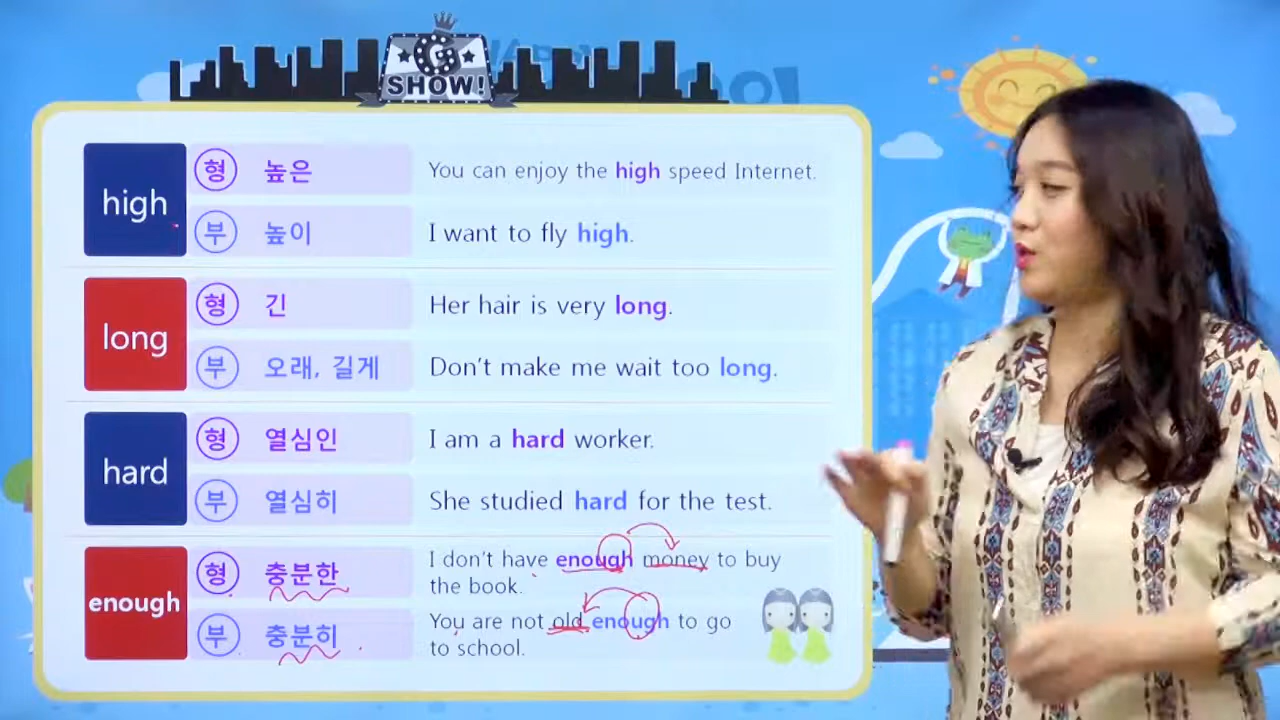 G
SHOW!
high
형 높은 You can enjoy the high speed Internet.
부 높이 I want to fly high.
long
형 긴 Her hair is very long.
부 오래, 길게 Don't make me wait too long.
hard
형 열심인 I am a hard worker.
부 열심히 She studied hard for the test.
enough
형 충분한 I don't have enough money to buy
the book.
부 충분히 You are not old enough to go
to school.